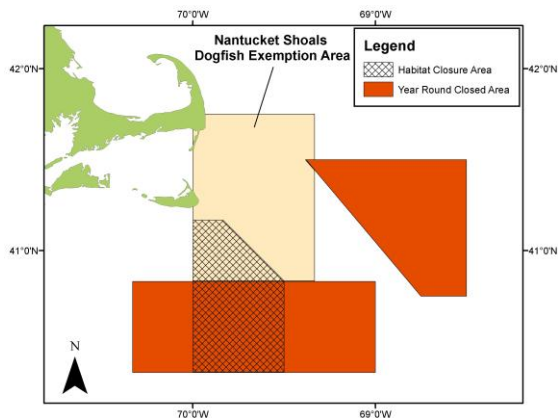 70°0'W
69°0'W
Nantucket Shoals
Dogfish Exemption Area
Legend
Habitat Closure Area
Year Round Closed Area
42°0'N
42°0'N
41°0'N
41°0'N
N
70°0'W
69°0'W